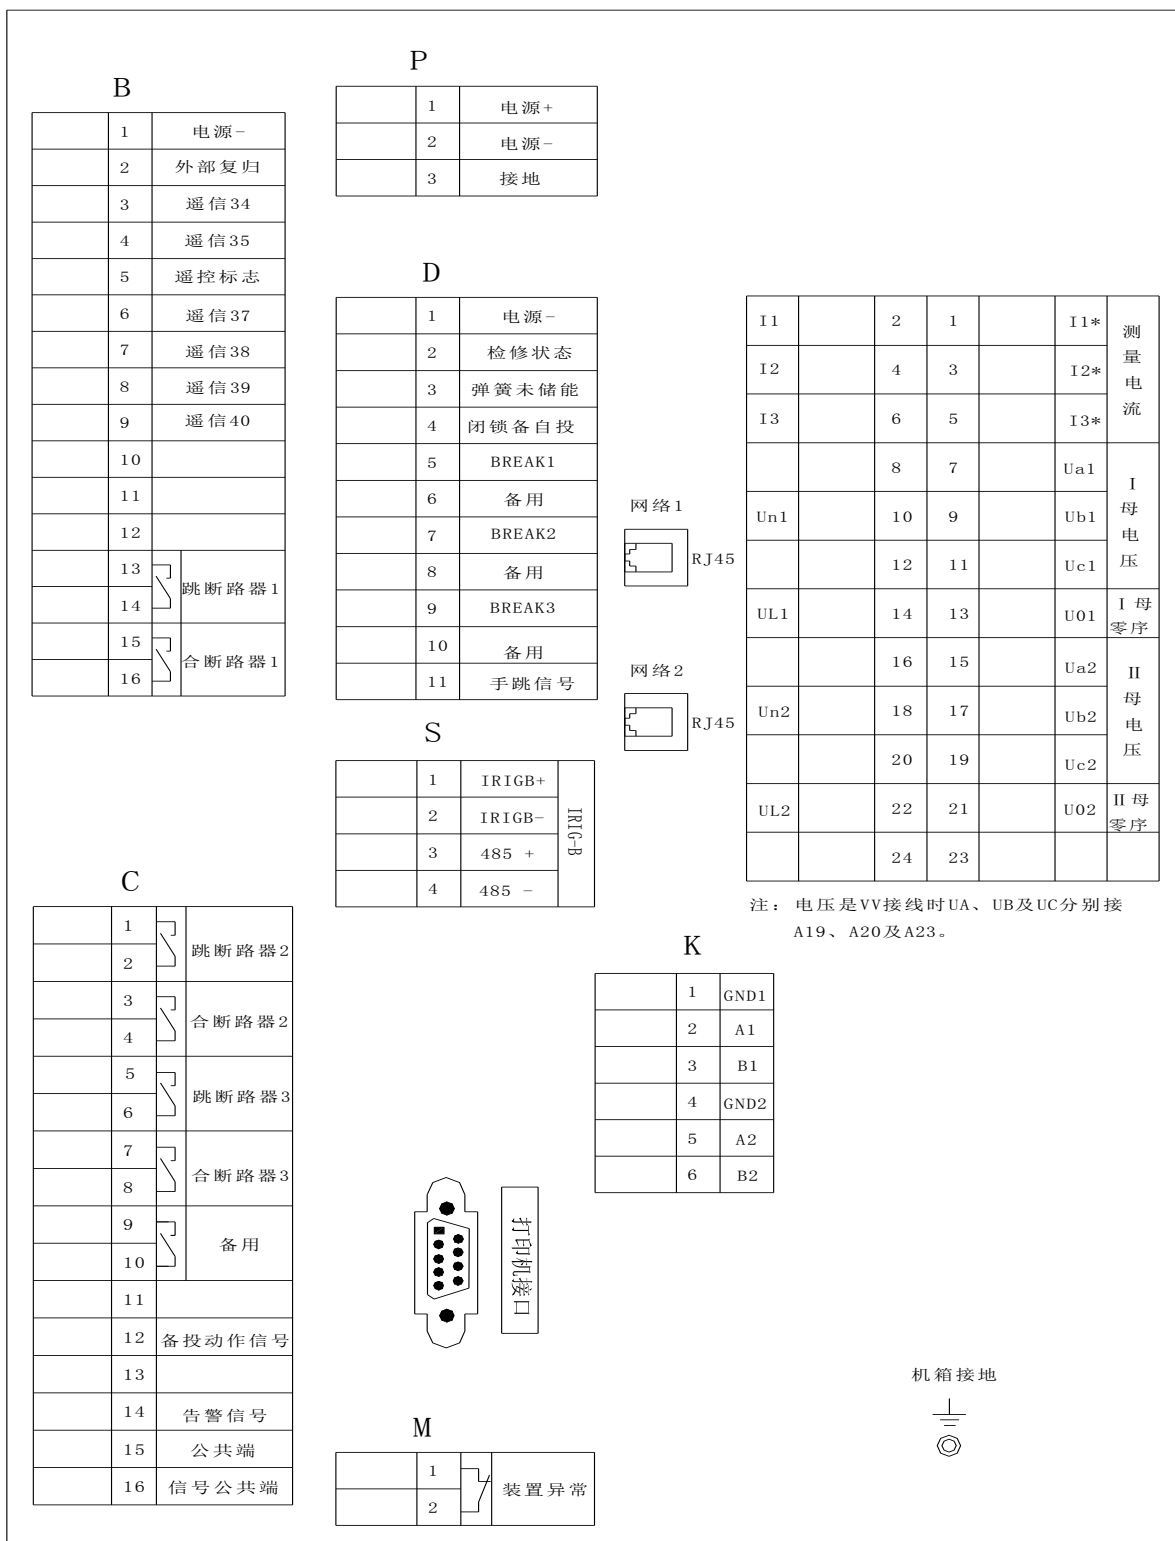 B
1 电源-
2 外部复归
3 遥信34
4 遥信35
5 遥控标志
6 遥信37
7 遥信38
8 遥信39
9 遥信40
10
11
12
13
14
跳断路器1
15
16
合断路器1
P
1 电源+
2 电源-
3 接地
D
1 电源-
2 检修状态
3 弹簧未储能
4 闭锁备自投
5 BREAK1
6 备用
7 BREAK2
8 备用
9 BREAK3
10 备用
11 手跳信号
S
1 IRIGB+
2 IRIGB-
3 485 +
4 485 -
IRIG-B
网络1
RJ45
网络2
RJ45
I1 2 1 I1*
I2 4 3 I2*
I3 6 5 I3*
测量电流
8 7 Ua1
Un1 10 9 Ub1
12 11 Uc1
I母电压
UL1 14 13 U01
I 母
零序
16 15 Ua2
Un2 18 17 Ub2
20 19 Uc2
II母电压
UL2 22 21 U02
II 母
零序
24 23
注：电压是VV接线时UA、UB及UC分别接
A19、A20及A23。
C
1
2
跳断路器2
3
4
合断路器2
5
6
跳断路器3
7
8
合断路器3
9
10
备用
11
12 备投动作信号
13
14 告警信号
15 公共端
16 信号公共端
K
1 GND1
2 A1
3 B1
4 GND2
5 A2
6 B2
打印机接口
M
1
2
装置异常
机箱接地